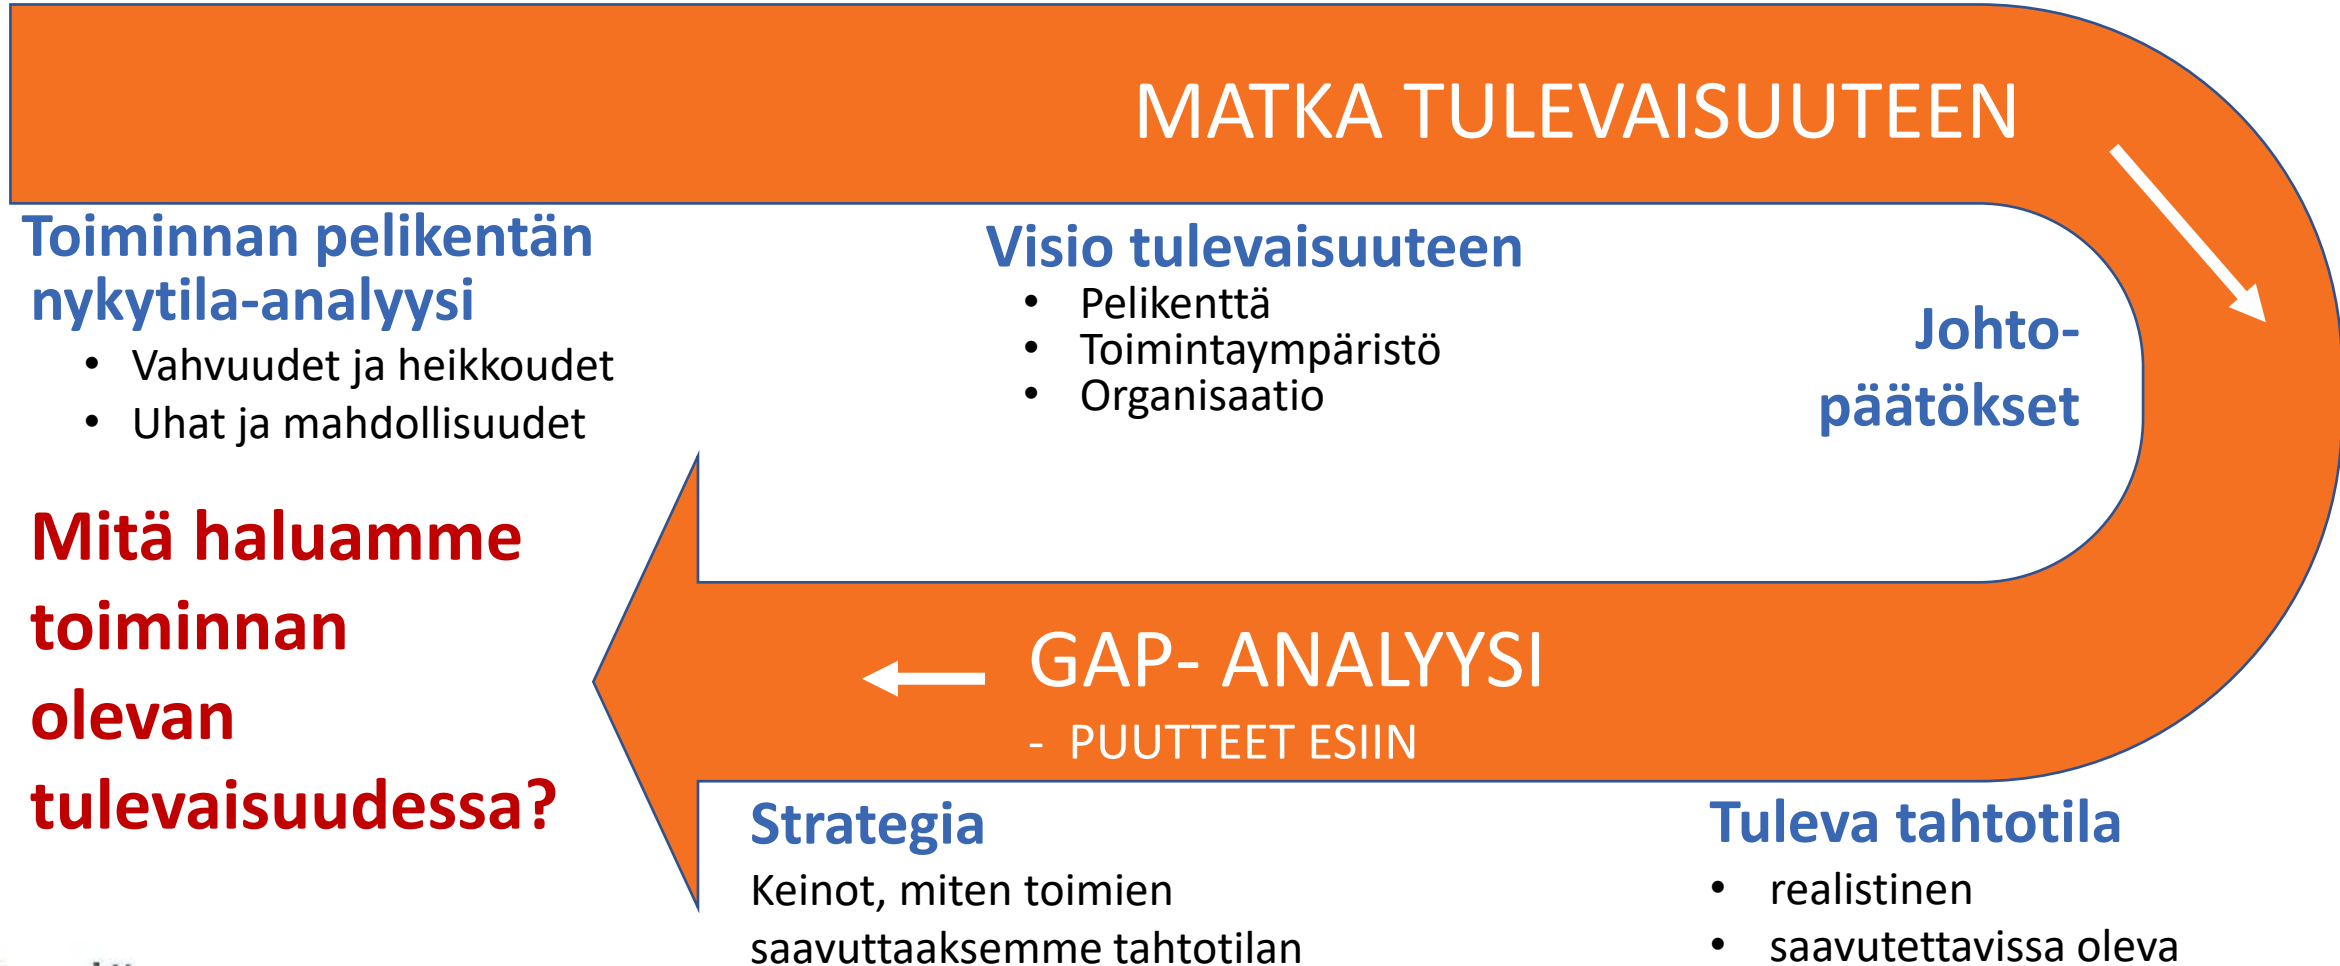 MATKA TULEVAISUUTEEN
Toiminnan pelikentän
nykytila-analyysi
• Vahvuudet ja heikkoudet
• Uhat ja mahdollisuudet
Visio tulevaisuuteen
• Pelikenttä
• Toimintaympäristö
• Organisaatio
Johto-
päätökset
Mitä haluamme
toiminnan
olevan
tulevaisuudessa?
GAP- ANALYYSI
- PUUTTEET ESIIN
Strategia
Keinot, miten toimien
saavuttaaksemme tahtotilan
Tuleva tahtotila
• realistinen
• saavutettavissa oleva